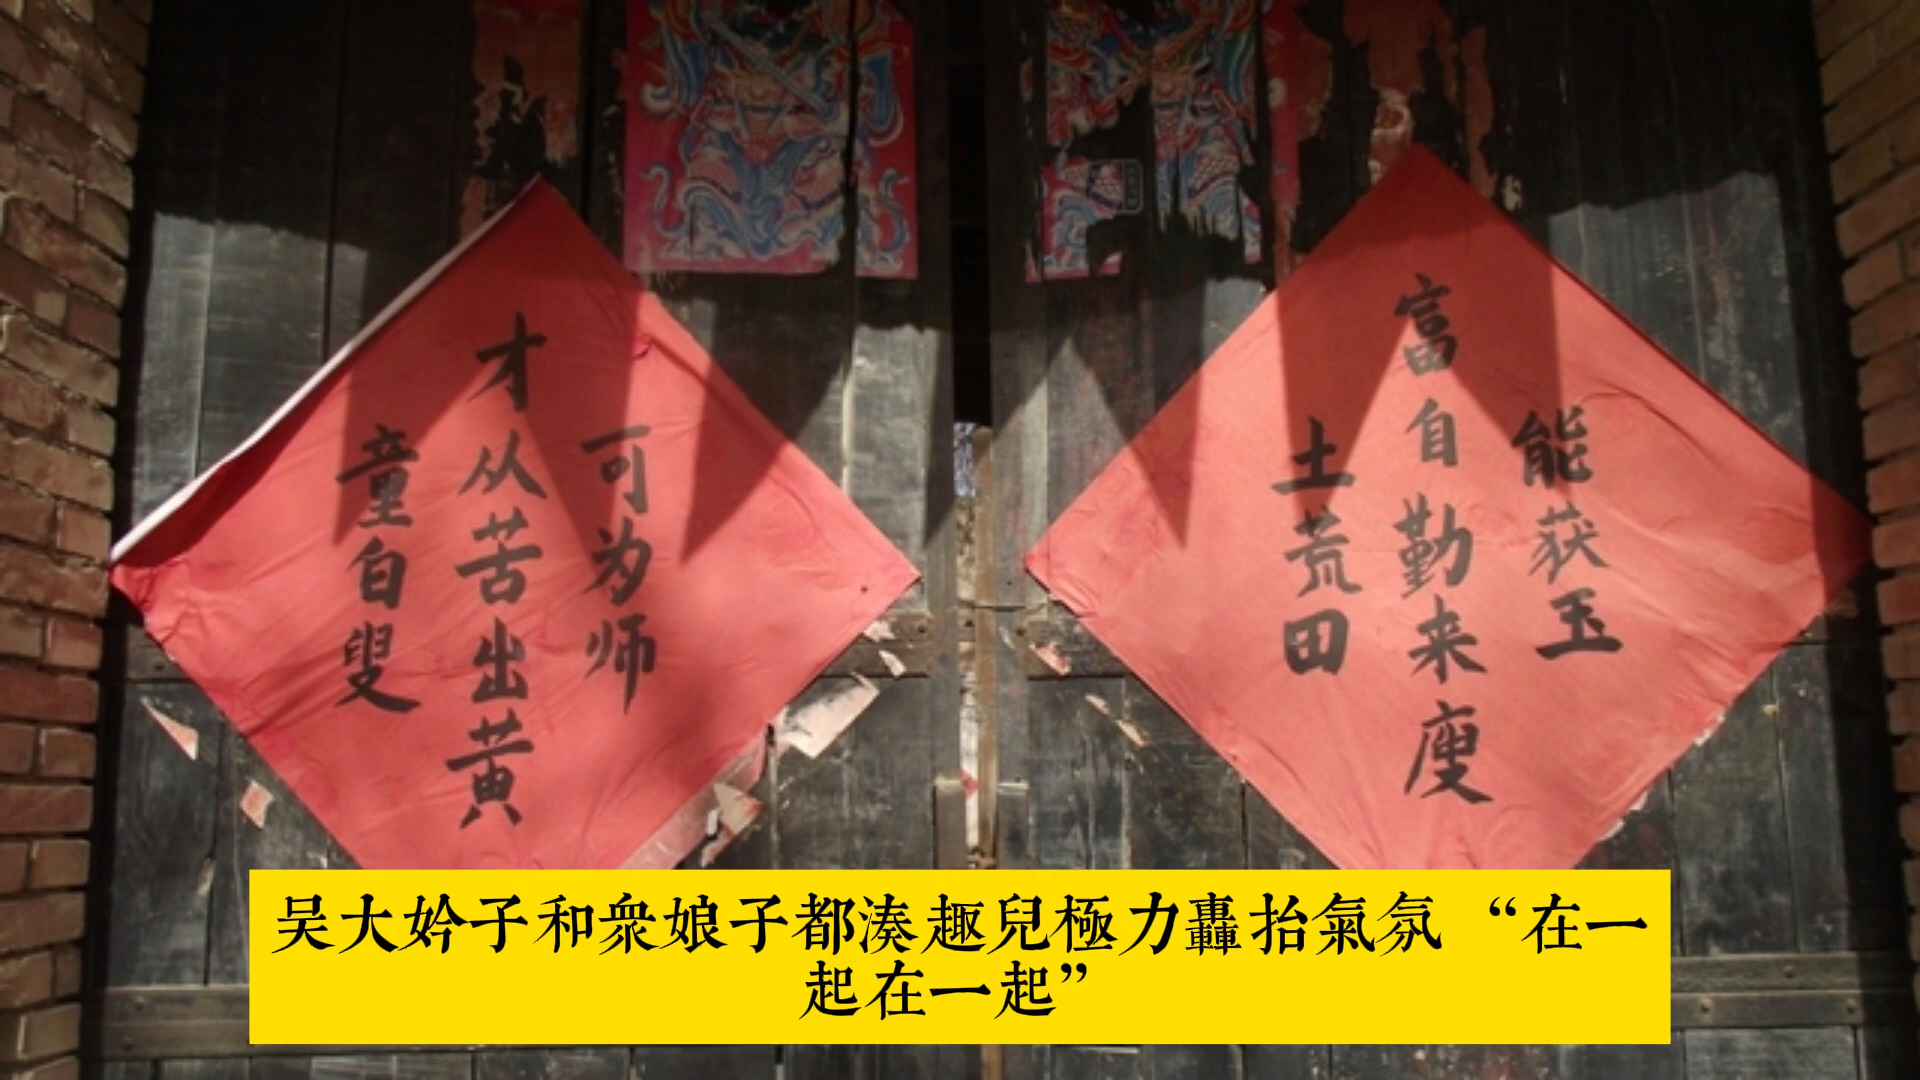 才从苦出黄
童白叟
可为师
富自勤来廋
土荒田
能获玉
吴大妗子和衆娘子都湊趣兒極力轟抬氣氛 “在一
起在一起”